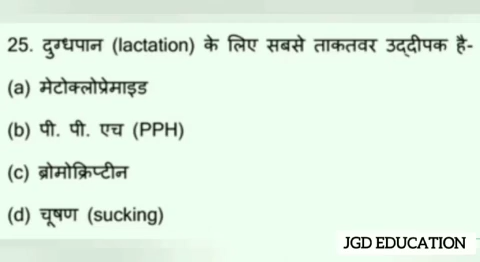 25. दुग्धपान (lactation) के लिए सबसे ताकतवर उद्दीपक है-
(a) मेटोक्लोप्रेमाइड
(b) पी. पी. एच (PPH)
(c) ब्रोमोक्रिप्टीन
(d) चूषण (sucking)
JGD EDUCATION